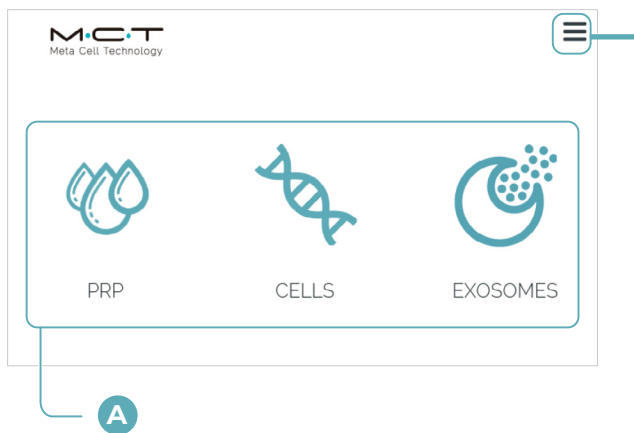 M·C·T
Meta Cell Technology
PRP
CELLS
EXOSOMES
A